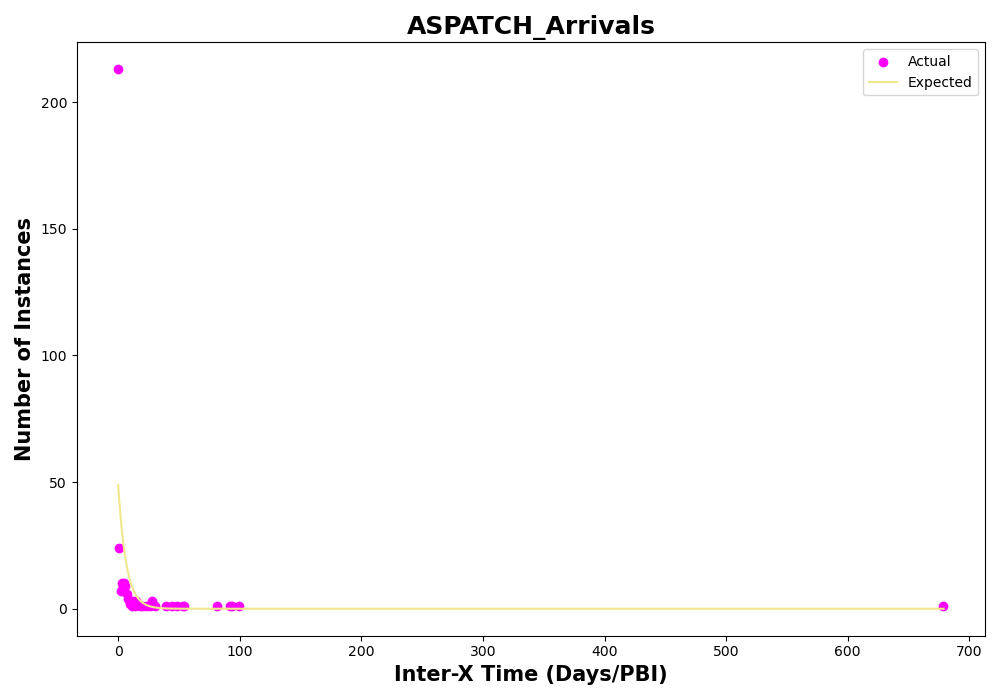 ASPATCH_Arrivals
Actual
Expected
Number of Instances
200
150
100
50
0
0 100 200 300 400 500 600 700
Inter-X Time (Days/PBI)